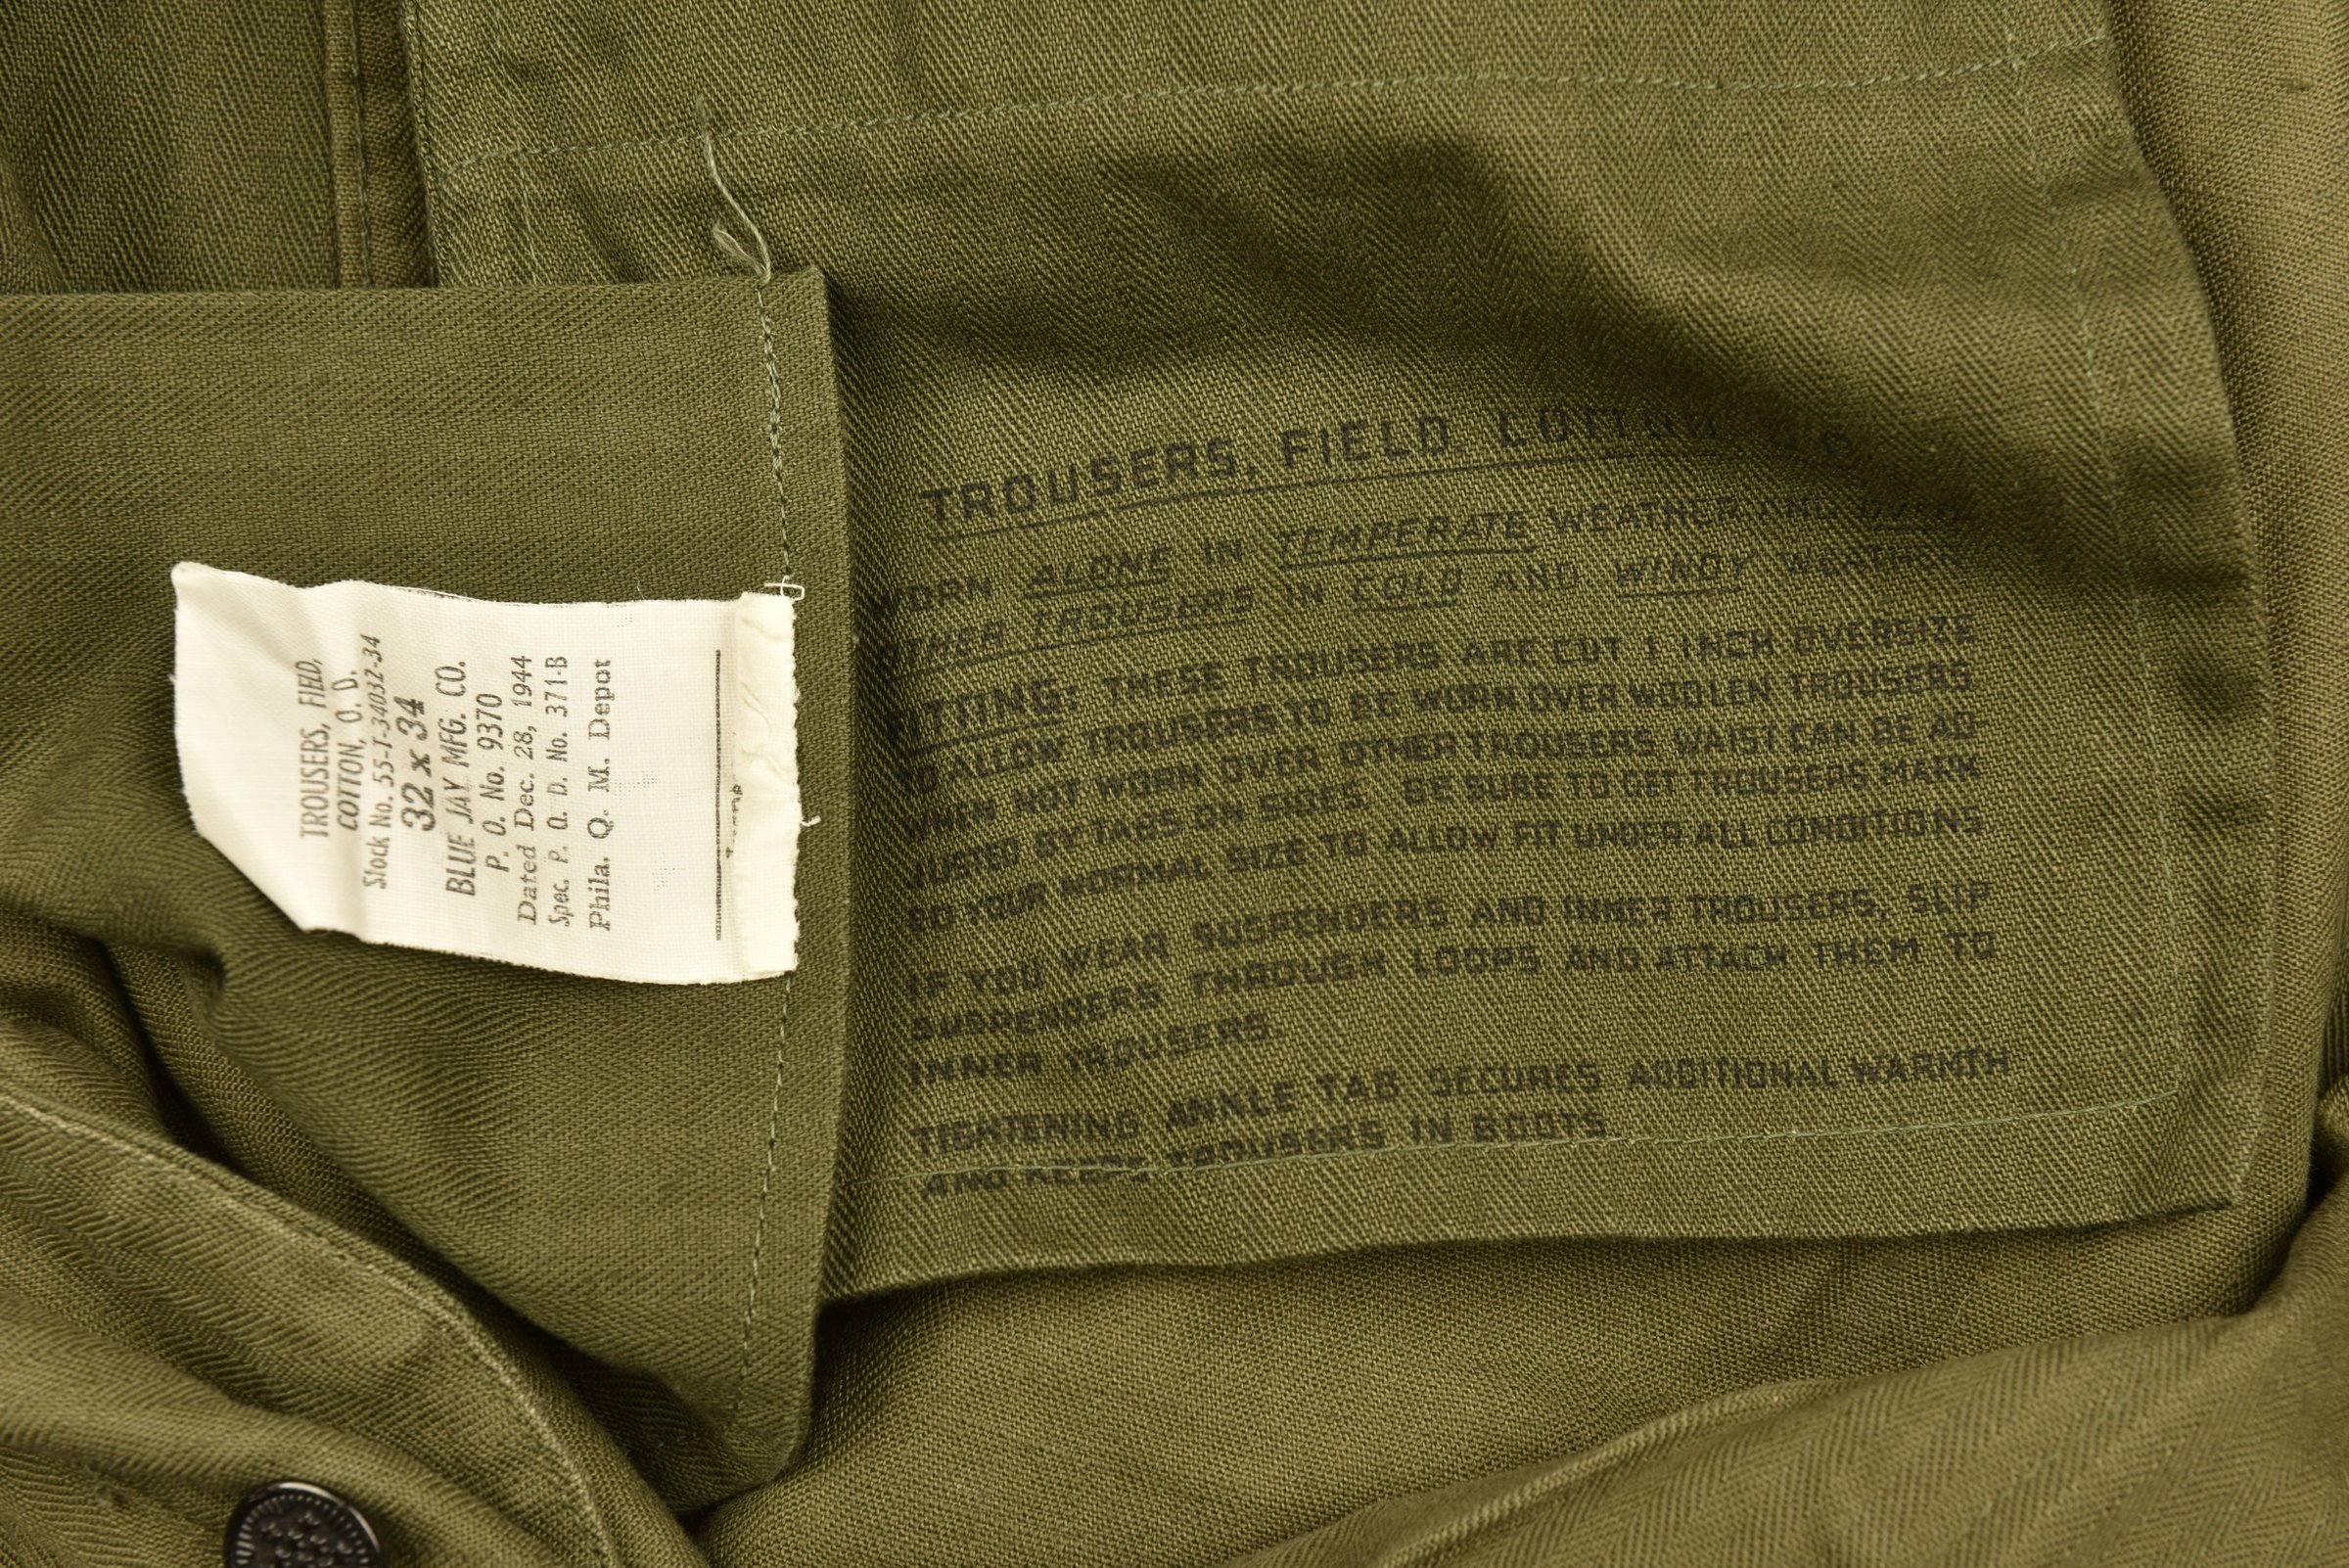 TROUSERS, FIELD,
COTTON, O. D.
Stock No. 55-T-34032-34
32 x 34
BLUE JAY MFG. CO.
P. O. No. 9370
Dated Dec. 28, 1944
Spec. P. Q. D. No. 371-B
Phila. Q. M. Depot
TROUSERS, FIELD, COTTON, O.D.
WORN ALONE IN TEMPERATE WEATHER AND OVER
OTHER TROUSERS IN COLD AND WINDY WEATHER
FITTING: THESE TROUSERS ARE CUT 1 INCH OVERSIZE
TO ALLOW TROUSERS TO BE WORN OVER WOOLEN TROUSERS
WHEN NOT WORN OVER OTHER TROUSERS WAIST CAN BE AD-
JUSTED BY TABS ON SIDES. BE SURE TO GET TROUSERS MARK
ED YOUR NORMAL SIZE TO ALLOW FIT UNDER ALL CONDITIONS
IF YOU WEAR SUSPENDERS AND INNER TROUSERS, SLIP
SUSPENDERS THROUGH LOOPS AND ATTACH THEM TO
INNER TROUSERS.
TIGHTENING ANKLE TAB SECURES ADDITIONAL WARMTH
AND KEEPS TROUSERS IN BOOTS.